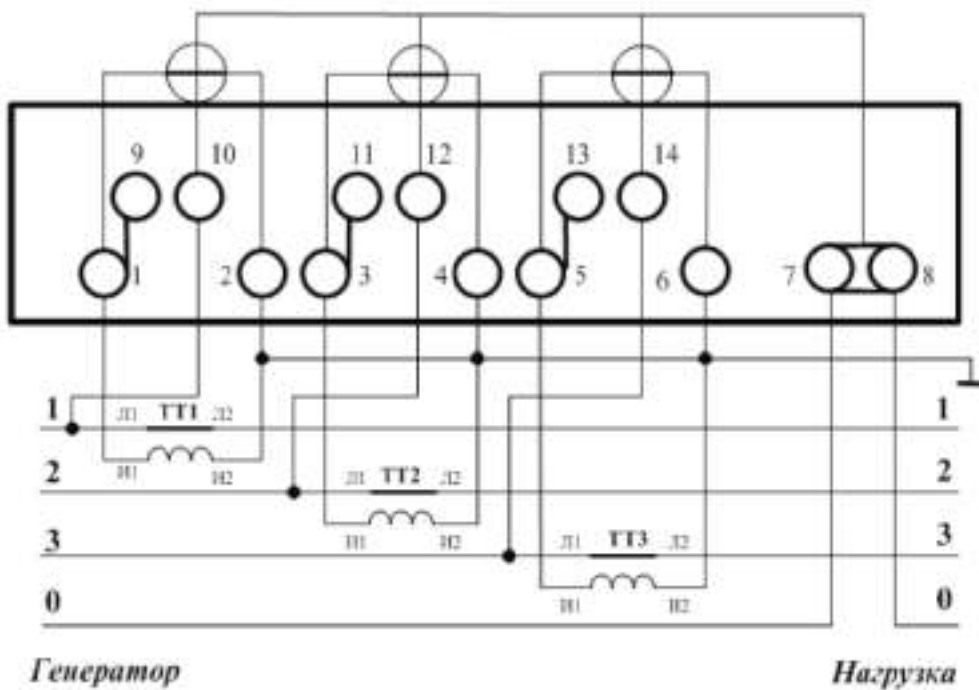 9 10 11 12 13 14
1 2 3 4 5 6 7 8
1 Л1 ТТ1 Л2 1
И1 И2
2 Л1 ТТ2 Л2 2
И1 И2
3 Л1 ТТ3 Л2 3
И1 И2
0 0
Генератор Нагрузка